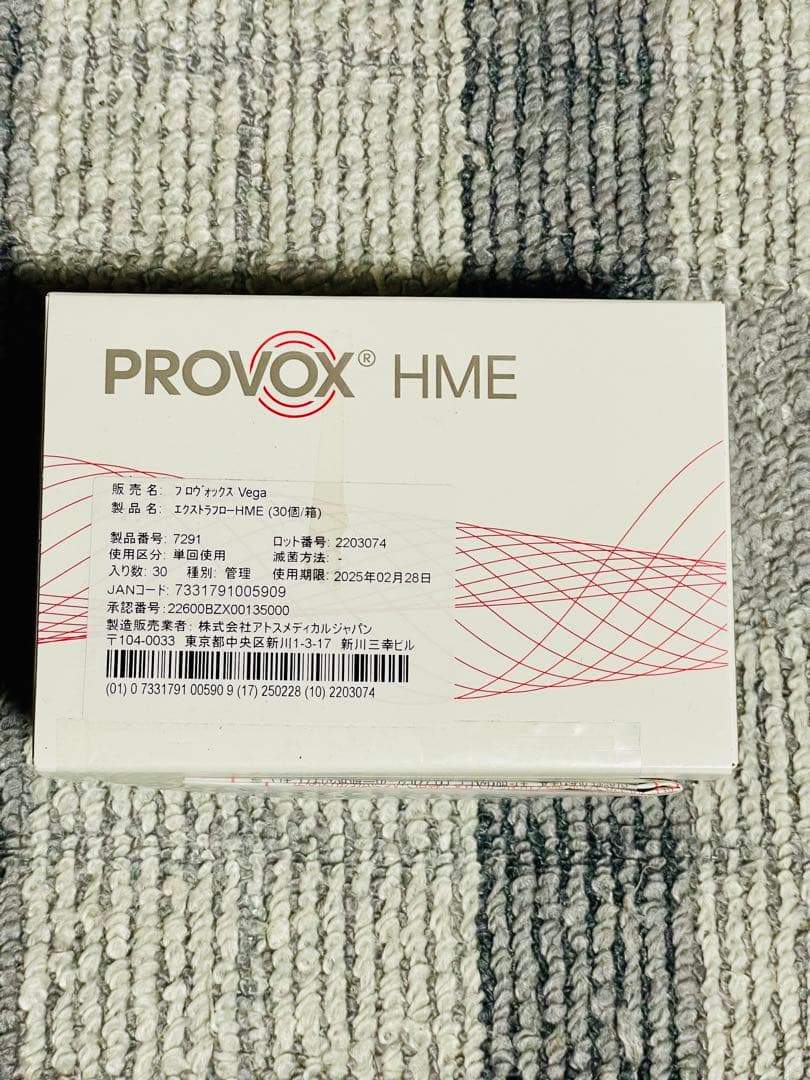 PROVOX® HME
販売名: プロヴォックス Vega
製品名: エクストラフローHME (30個/箱)
製品番号: 7291 ロット番号: 2203074
使用区分: 単回使用 滅菌方法: -
入り数: 30 種別: 管理 使用期限: 2025年02月28日
JANコード: 7331791005909
承認番号: 22600BZX00135000
製造販売業者: 株式会社アトスメディカルジャパン
〒104-0033 東京都中央区新川1-3-17 新川三幸ビル
(01) 0 7331791 00590 9 (17) 250228 (10) 2203074